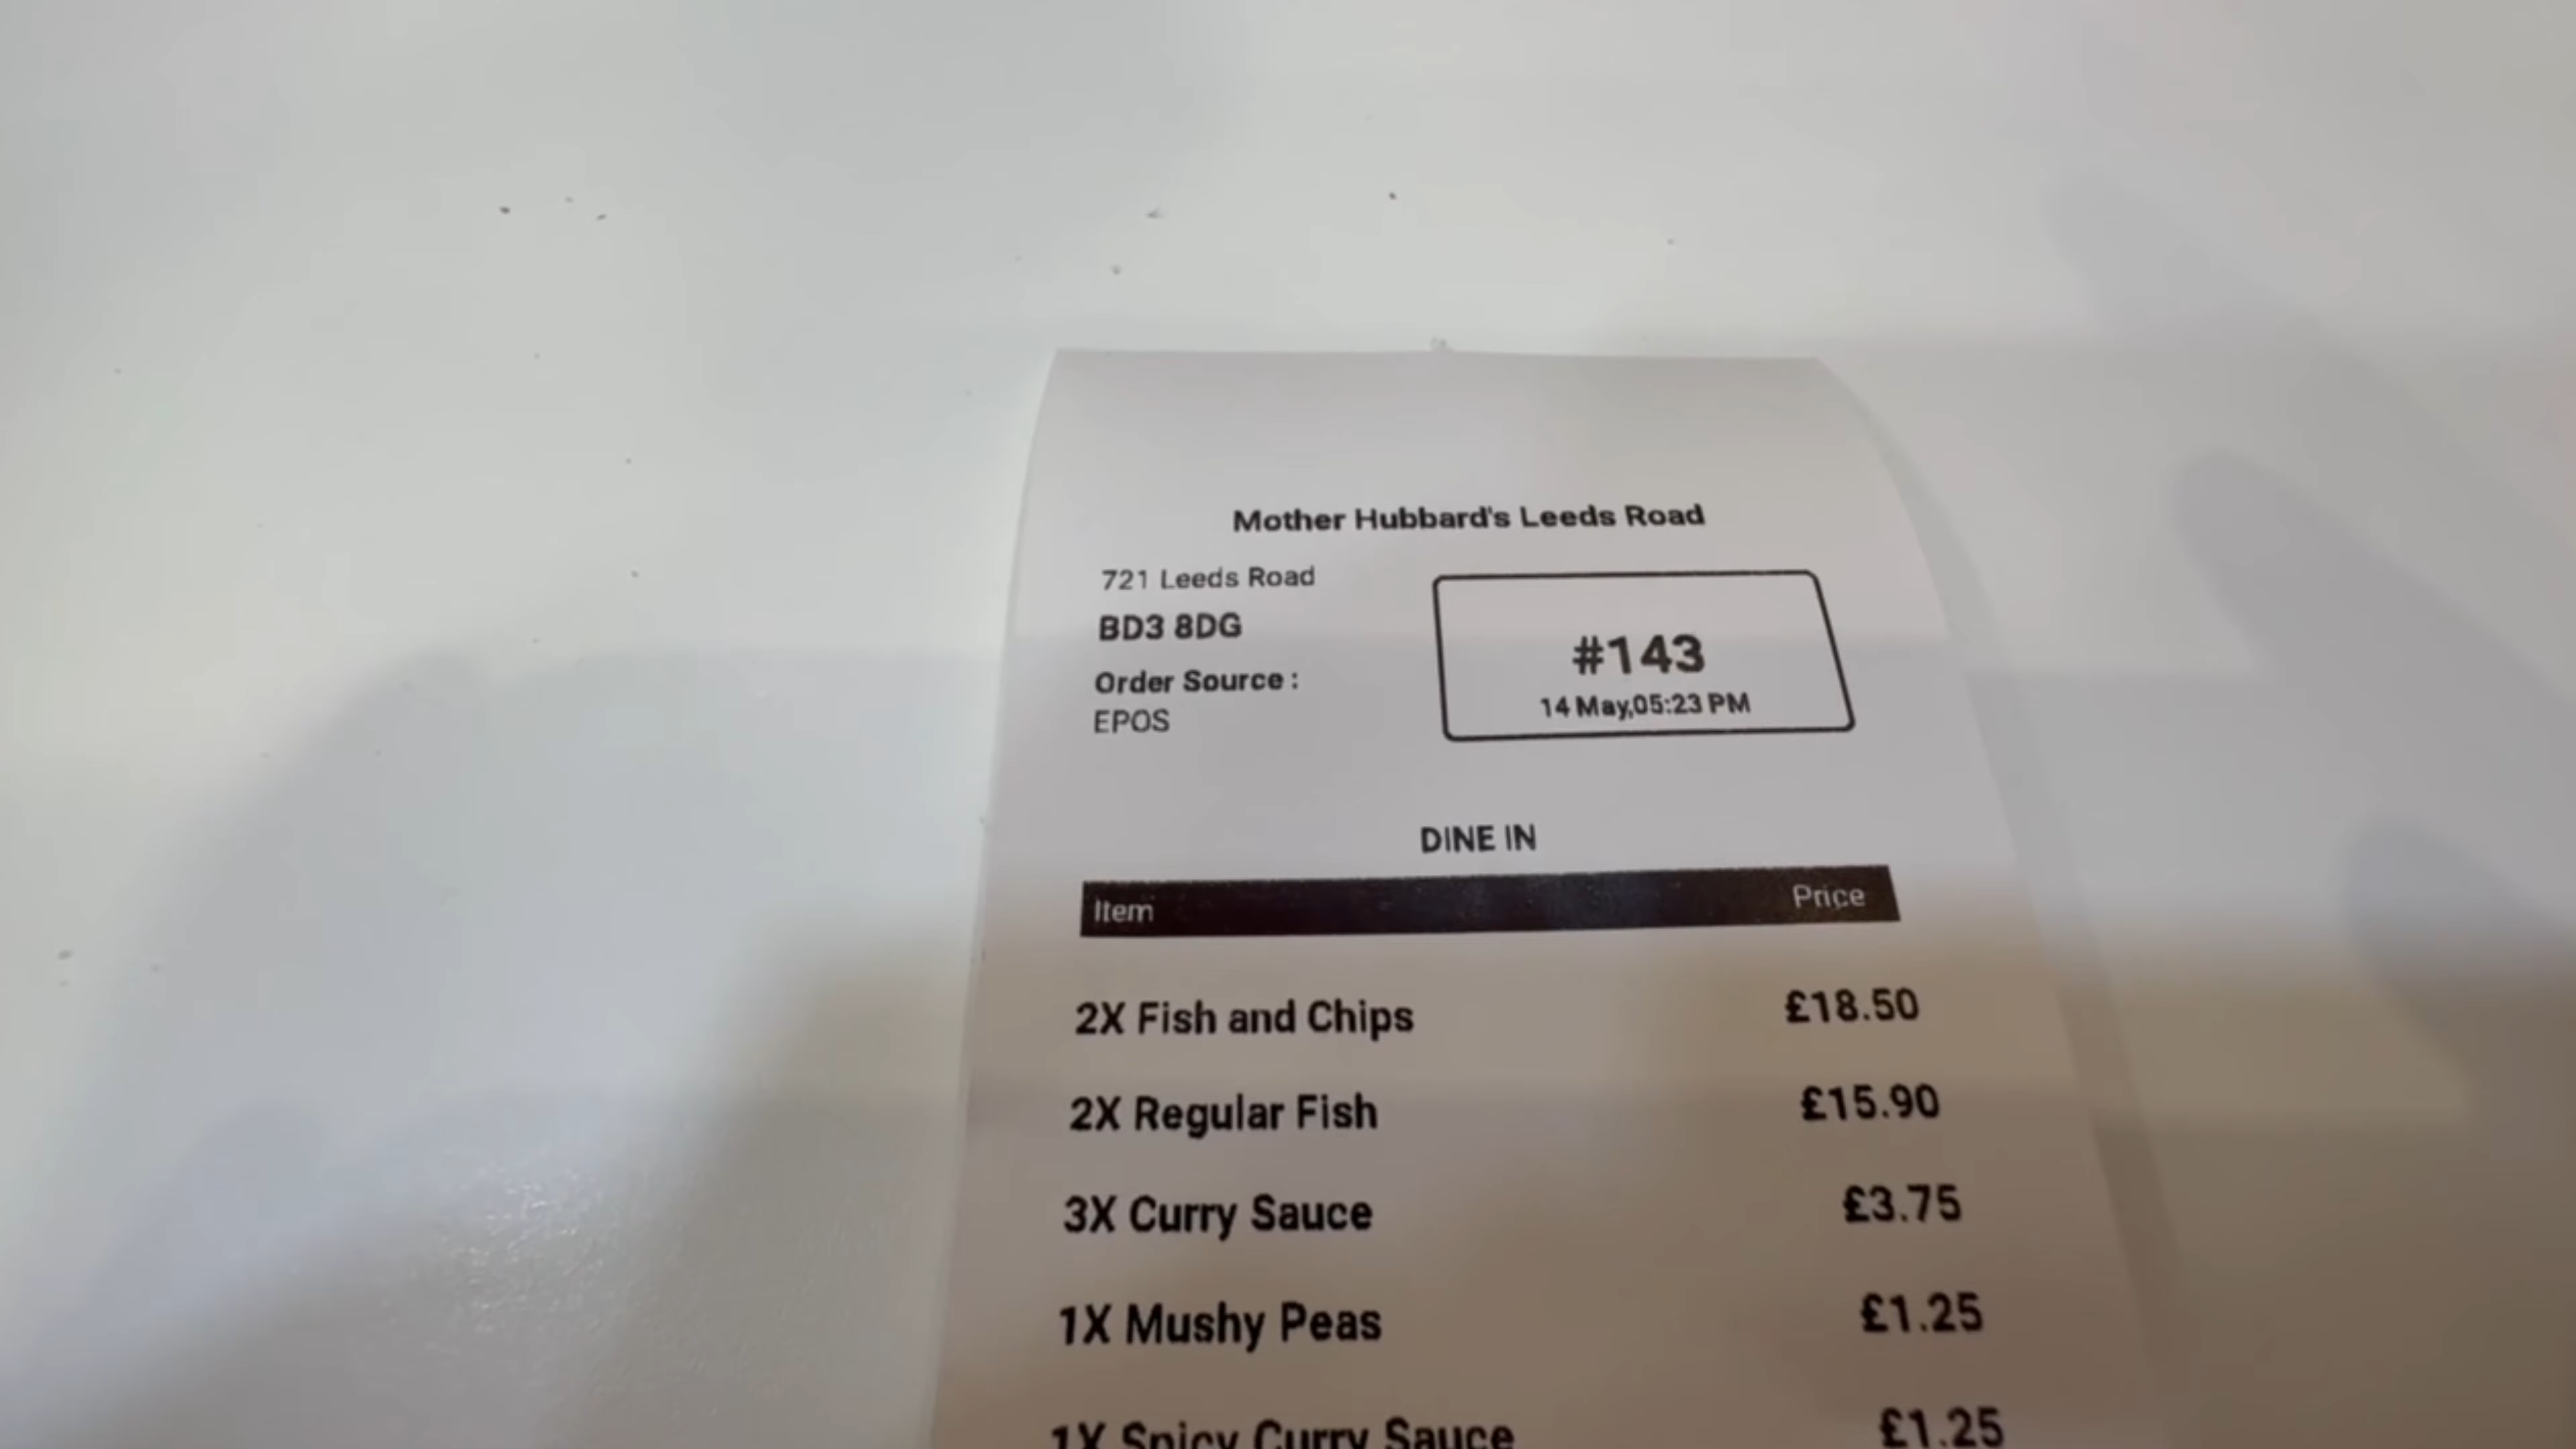 Mother Hubbard's Leeds Road
721 Leeds Road
BD3 8DG
Order Source :
EPOS
#143
14 May,05:23 PM
DINE IN
Item Price
2X Fish and Chips £18.50
2X Regular Fish £15.90
3X Curry Sauce £3.75
1X Mushy Peas £1.25
1X Spicy Curry Sauce £1.25